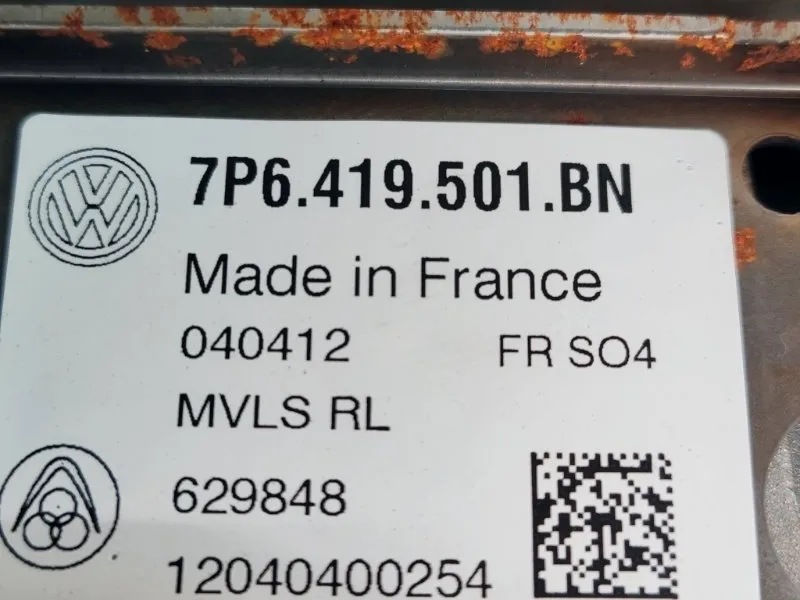 7P6.419.501.BN
Made in France
040412 FR SO4
MVLS RL
629848
12040400254